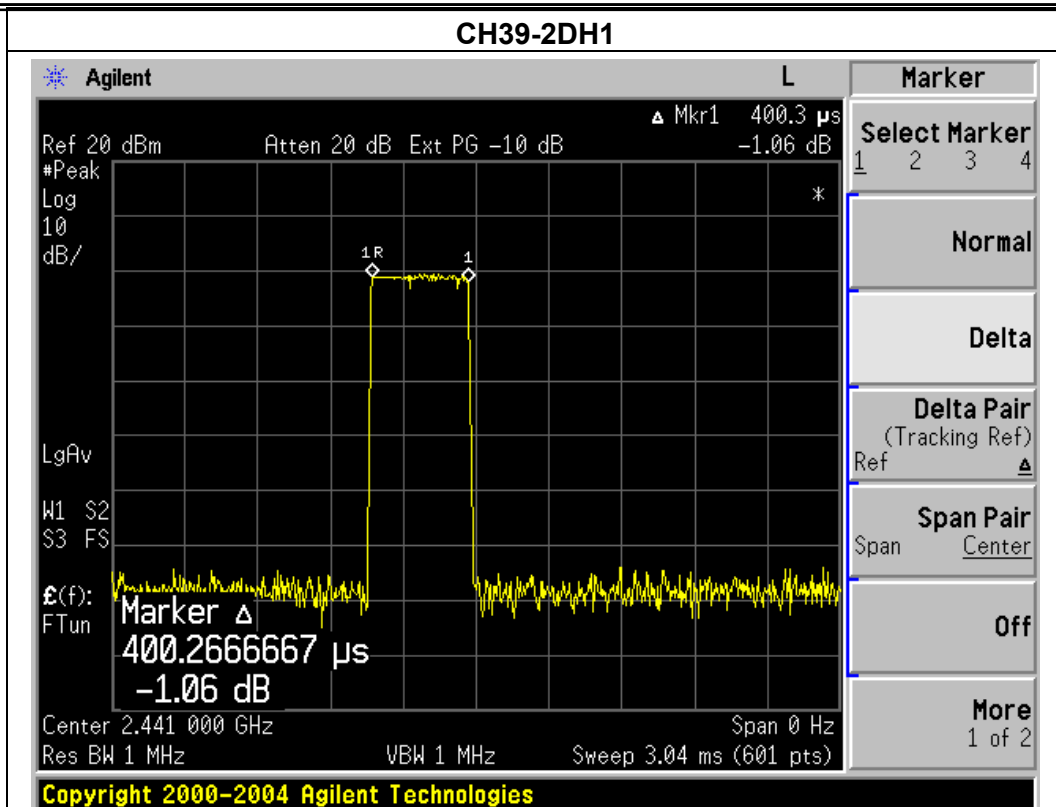 CH39-2DH1
Agilent L
Δ Mkr1 400.3 µs
Ref 20 dBm Atten 20 dB Ext PG -10 dB -1.06 dB
#Peak
Log
10
dB/
1R
1
*
LgAv
W1 S2
S3 FS
£(f):
FTun
Marker Δ
400.2666667 µs
-1.06 dB
Center 2.441 000 GHz Span 0 Hz
Res BW 1 MHz VBW 1 MHz Sweep 3.04 ms (601 pts)
Copyright 2000-2004 Agilent Technologies
Marker
Select Marker
1 2 3 4
Normal
Delta
Delta Pair
(Tracking Ref)
Ref Δ
Span Pair
Span Center
Off
More
1 of 2